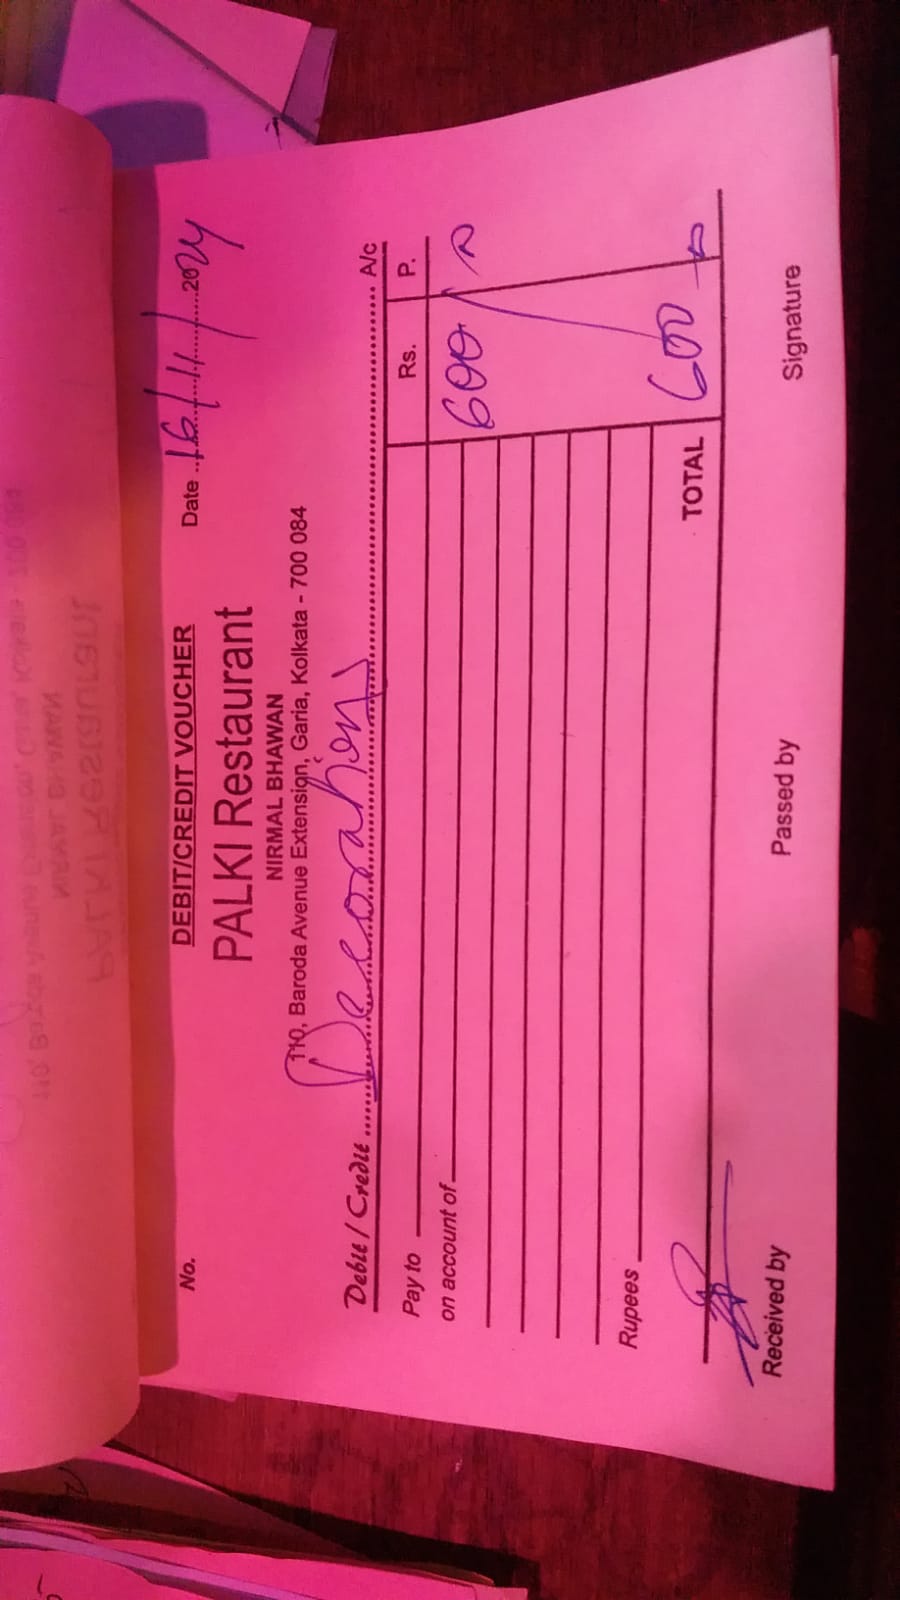 DEBIT/CREDIT VOUCHER
No. Date 16/11/2024
PALKI Restaurant
NIRMAL BHAWAN
110, Baroda Avenue Extension, Garia, Kolkata - 700 084
Debit / Credit Decoration A/c
Rs. P.
Pay to
on account of 600
Rupees
TOTAL 600
Received by Passed by Signature